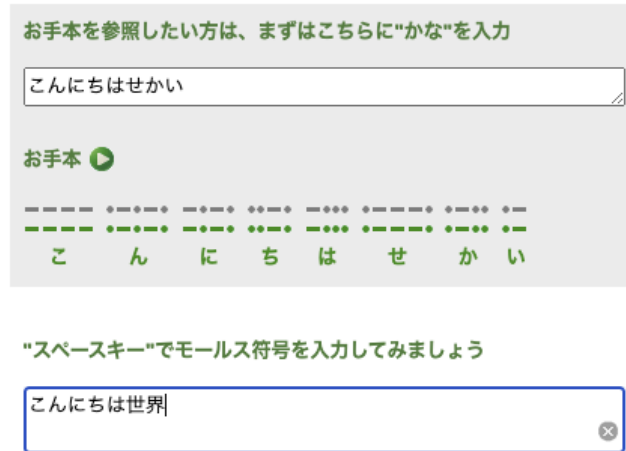 お手本を参照したい方は、まずはこちらに"かな"を入力
こんにちはせかい
お手本
−−−− •−•−• −•−• ••−• −••• •−−−• •−•• •−
−−−− •−•−• −•−• ••−• −••• •−−−• •−•• •−
こ ん に ち は せ か い
"スペースキー"でモールス符号を入力してみましょう
こんにちは世界